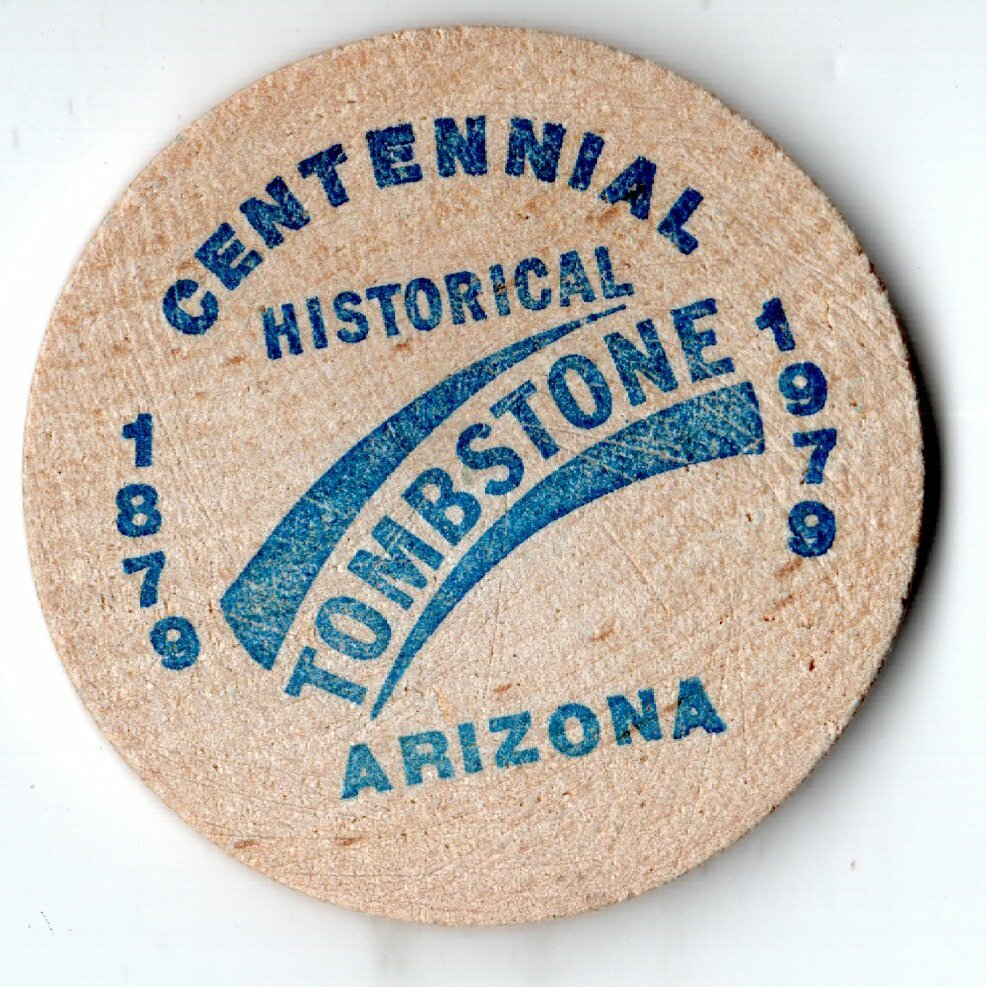 CENTENNIAL
HISTORICAL
TOMBSTONE
1879
1979
ARIZONA